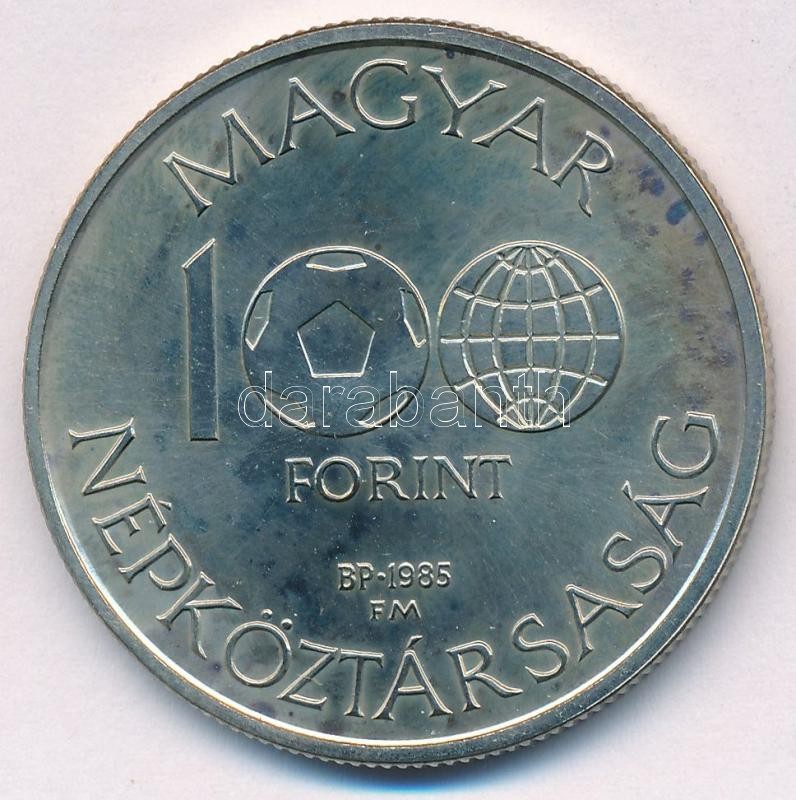 MAGYAR
100
FORINT
BP·1985
FM
NÉPKÖZTÁRSASÁG
darabanth